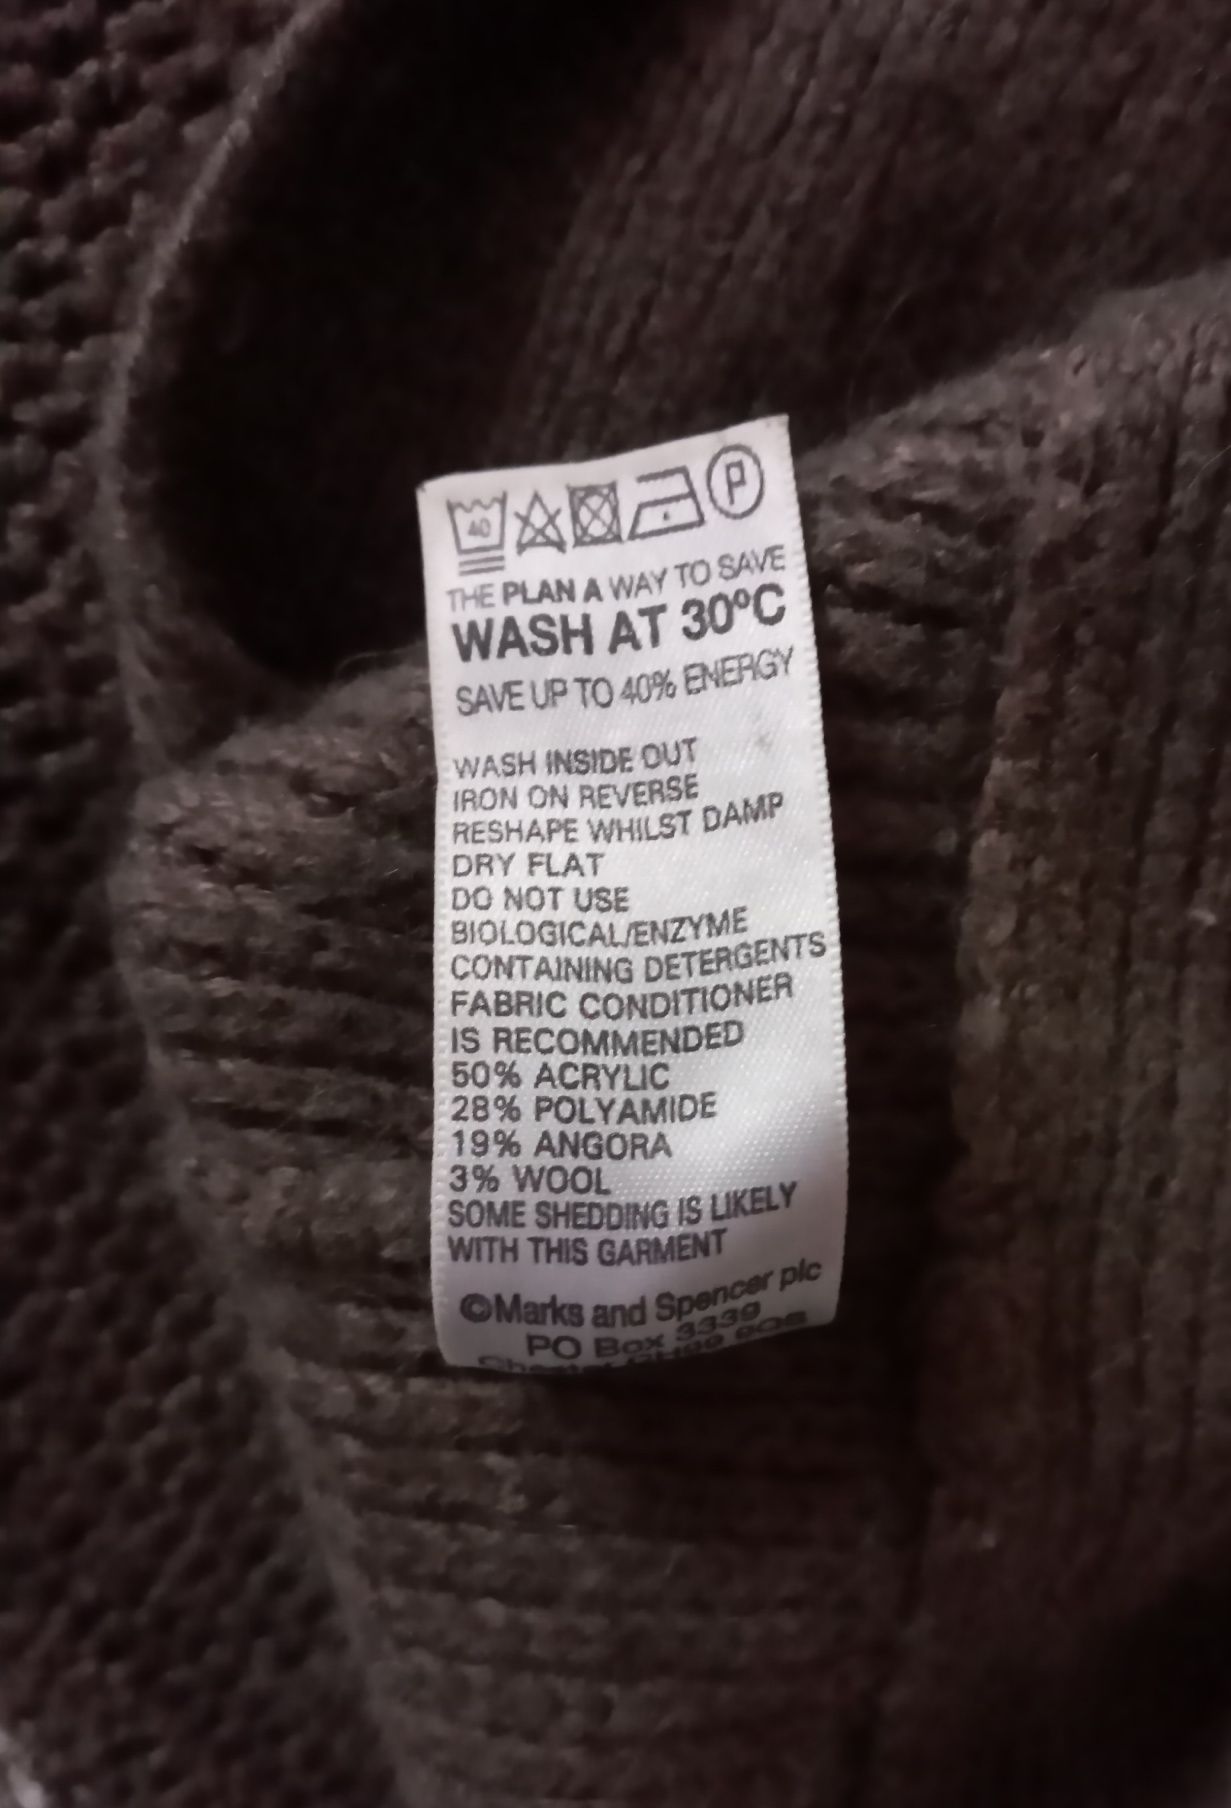 40 P
THE PLAN A WAY TO SAVE
WASH AT 30ºC
SAVE UP TO 40% ENERGY
WASH INSIDE OUT
IRON ON REVERSE
RESHAPE WHILST DAMP
DRY FLAT
DO NOT USE
BIOLOGICAL/ENZYME
CONTAINING DETERGENTS
FABRIC CONDITIONER
IS RECOMMENDED
50% ACRYLIC
28% POLYAMIDE
19% ANGORA
3% WOOL
SOME SHEDDING IS LIKELY
WITH THIS GARMENT
©Marks and Spencer plc
PO Box 3339